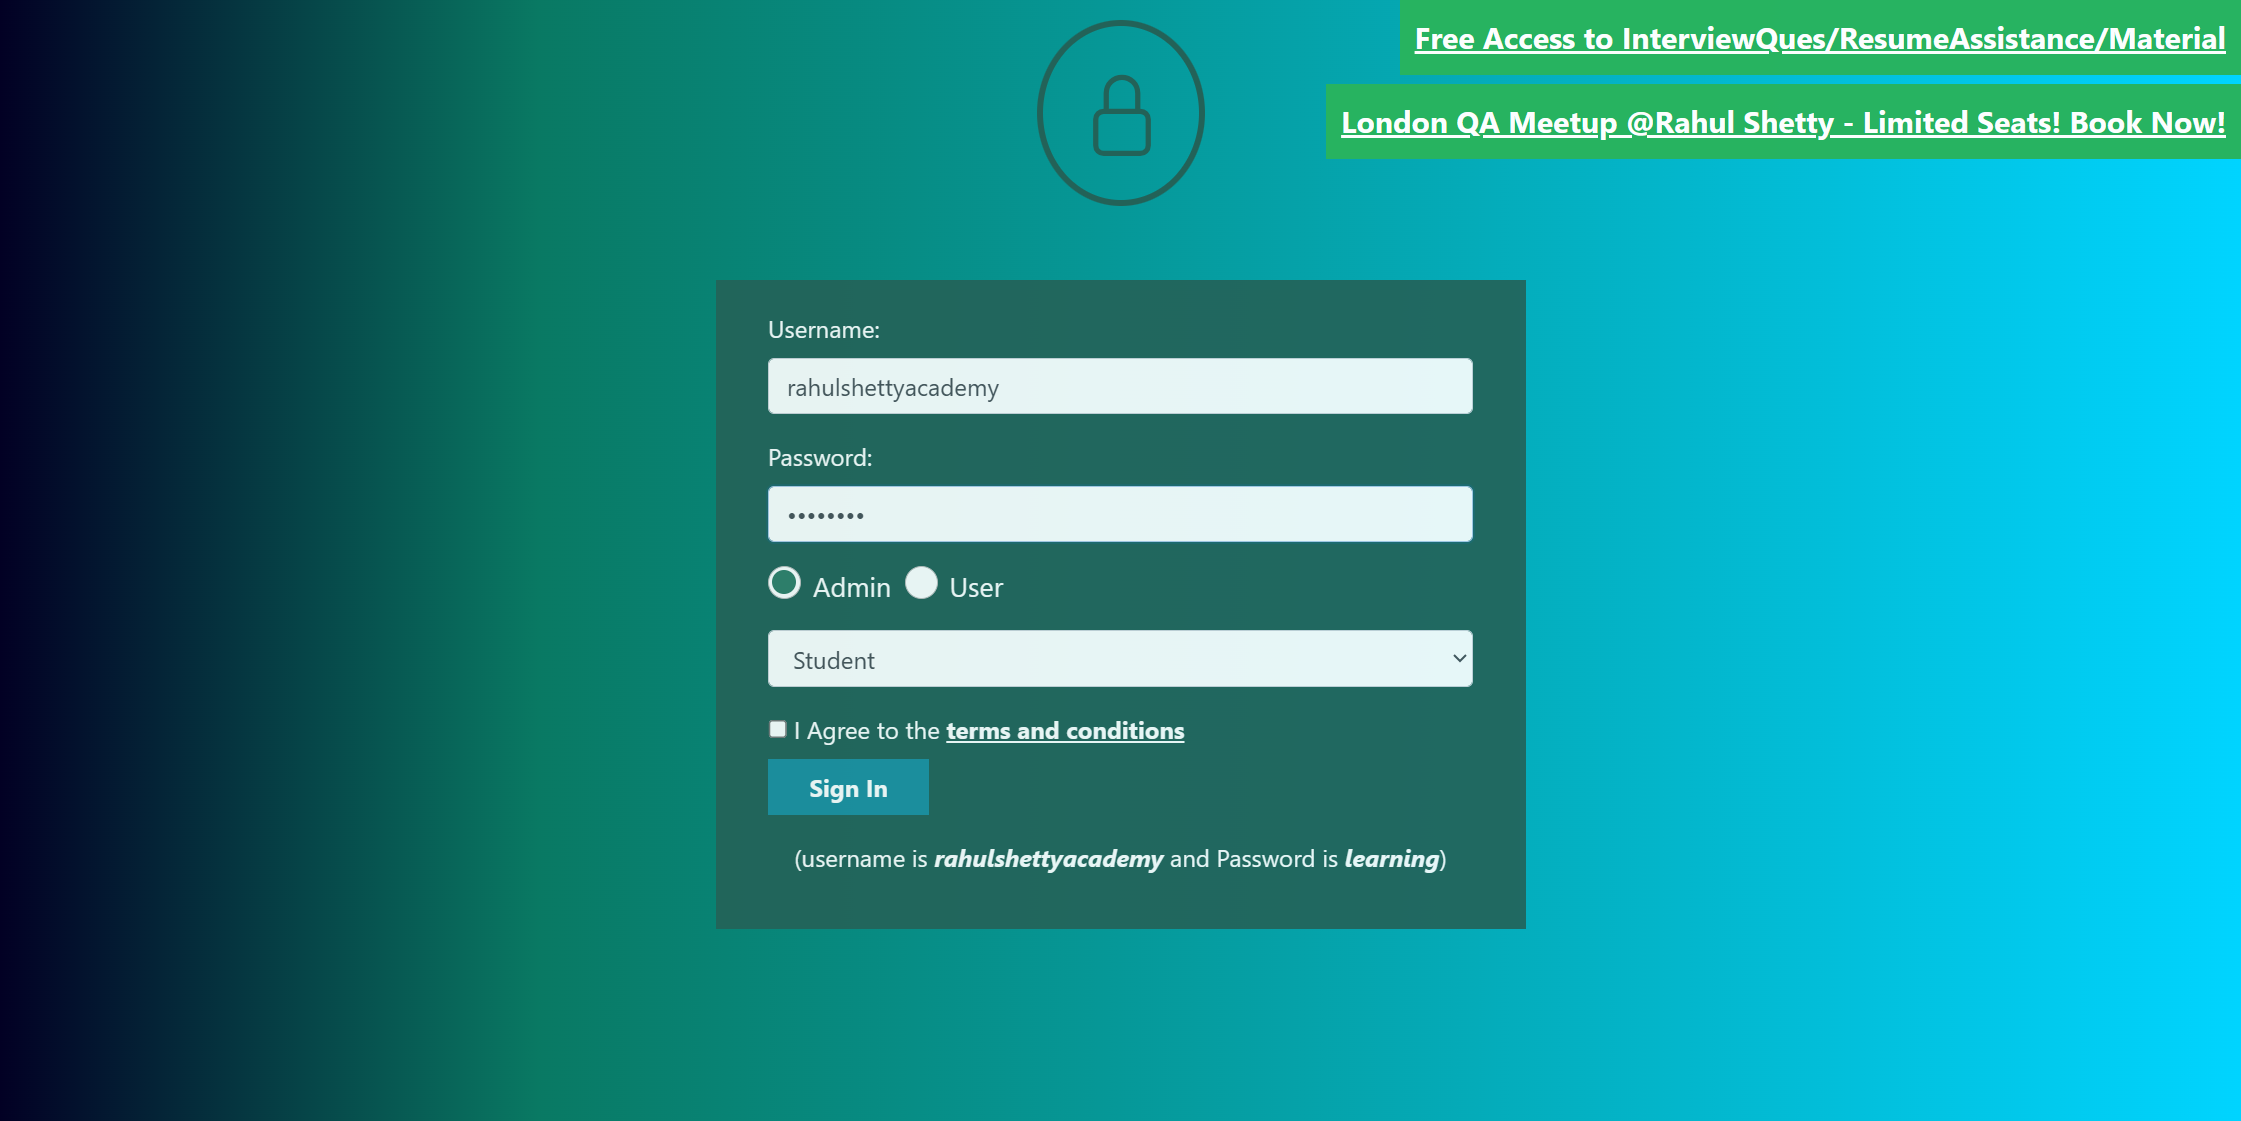 Free Access to InterviewQues/ResumeAssistance/Material
London QA Meetup @Rahul Shetty - Limited Seats! Book Now!
Username:
rahulshettyacademy
Password:
••••••••
Admin User
Student
I Agree to the terms and conditions
Sign In
(username is rahulshettyacademy and Password is learning)